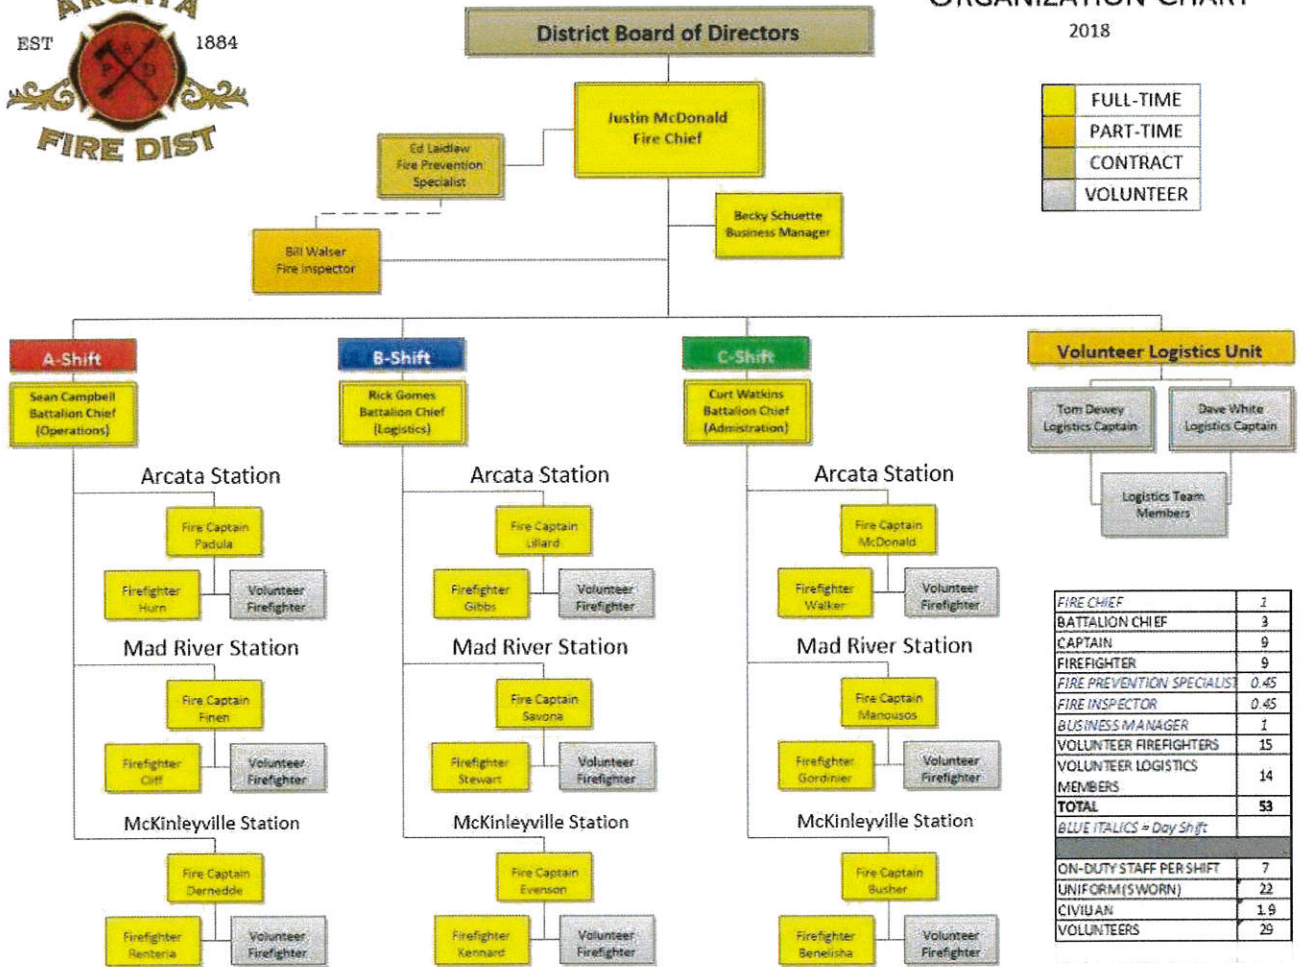 ARCATA
EST 1884
A
F D
FIRE DIST
ORGANIZATION CHART
2018
District Board of Directors
FULL-TIME
PART-TIME
CONTRACT
VOLUNTEER
Justin McDonald
Fire Chief
Ed Laidlaw
Fire Prevention
Specialist
Becky Schuette
Business Manager
Bill Walser
Fire Inspector
A-Shift
Sean Campbell
Battalion Chief
(Operations)
B-Shift
Rick Gomes
Battalion Chief
(Logistics)
C-Shift
Curt Watkins
Battalion Chief
(Admistration)
Volunteer Logistics Unit
Tom Dewey
Logistics Captain
Dave White
Logistics Captain
Logistics Team
Members
Arcata Station
Fire Captain
Padula
Firefighter
Hurn
Volunteer
Firefighter
Mad River Station
Fire Captain
Finen
Firefighter
Cliff
Volunteer
Firefighter
McKinleyville Station
Fire Captain
Dernedde
Firefighter
Renteria
Volunteer
Firefighter
Arcata Station
Fire Captain
Lillard
Firefighter
Gibbs
Volunteer
Firefighter
Mad River Station
Fire Captain
Savona
Firefighter
Stewart
Volunteer
Firefighter
McKinleyville Station
Fire Captain
Evenson
Firefighter
Kennard
Volunteer
Firefighter
Arcata Station
Fire Captain
McDonald
Firefighter
Walker
Volunteer
Firefighter
Mad River Station
Fire Captain
Manousos
Firefighter
Gordinier
Volunteer
Firefighter
McKinleyville Station
Fire Captain
Busher
Firefighter
Benelisha
Volunteer
Firefighter
FIRE CHIEF 1
BATTALION CHIEF 3
CAPTAIN 9
FIREFIGHTER 9
FIRE PREVENTION SPECIALIST 0.45
FIRE INSPECTOR 0.45
BUSINESS MANAGER 1
VOLUNTEER FIREFIGHTERS 15
VOLUNTEER LOGISTICS
MEMBERS 14
TOTAL 53
BLUE ITALICS = Day Shift
ON-DUTY STAFF PER SHIFT 7
UNIFORM (SWORN) 22
CIVILIAN 1.9
VOLUNTEERS 29